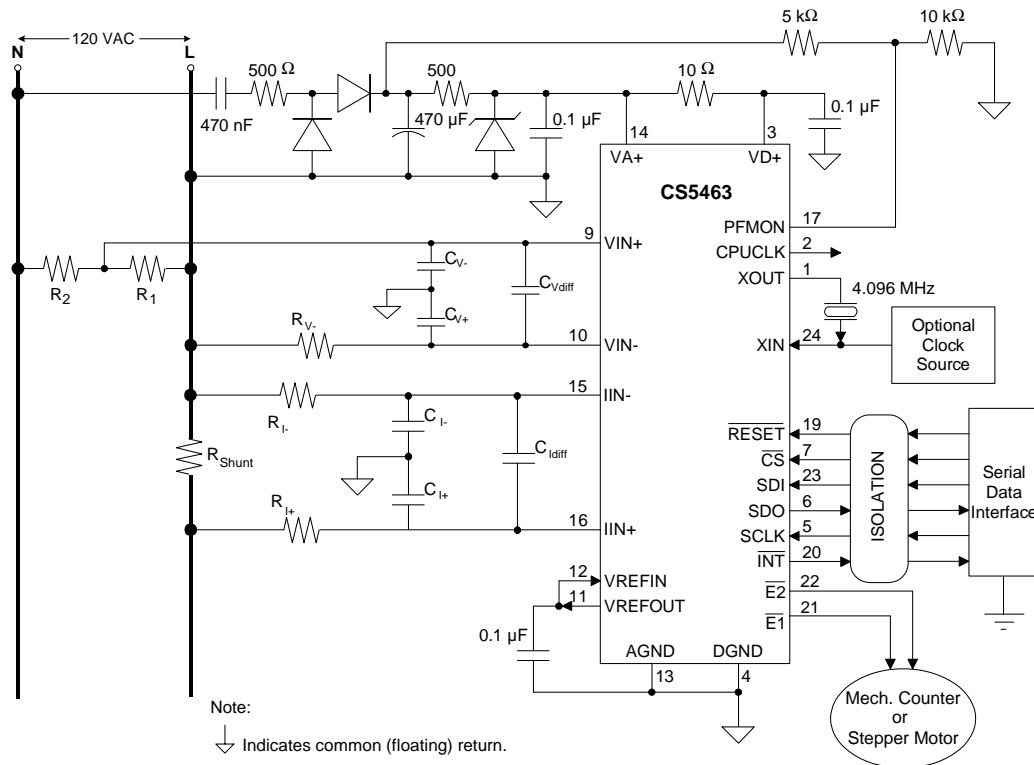 120 VAC
N
L
5 kΩ
10 kΩ
500 Ω
500
10 Ω
470 nF
470 µF
0.1 µF
0.1 µF
14
3
VA+
VD+
CS5463
PFMON
17
CPUCLK
2
XOUT
1
4.096 MHz
XIN
24
Optional
Clock
Source
9
VIN+
R2
R1
CV-
CVdiff
CV+
RV-
10
VIN-
15
IIN-
RI-
CI-
CIdiff
RShunt
CI+
RI+
16
IIN+
RESET
19
CS
7
SDI
23
SDO
6
SCLK
5
INT
20
ISOLATION
Serial
Data
Interface
E2
22
E1
21
12
VREFIN
11
VREFOUT
0.1 µF
AGND
DGND
13
4
Mech. Counter
or
Stepper Motor
Note:
Indicates common (floating) return.